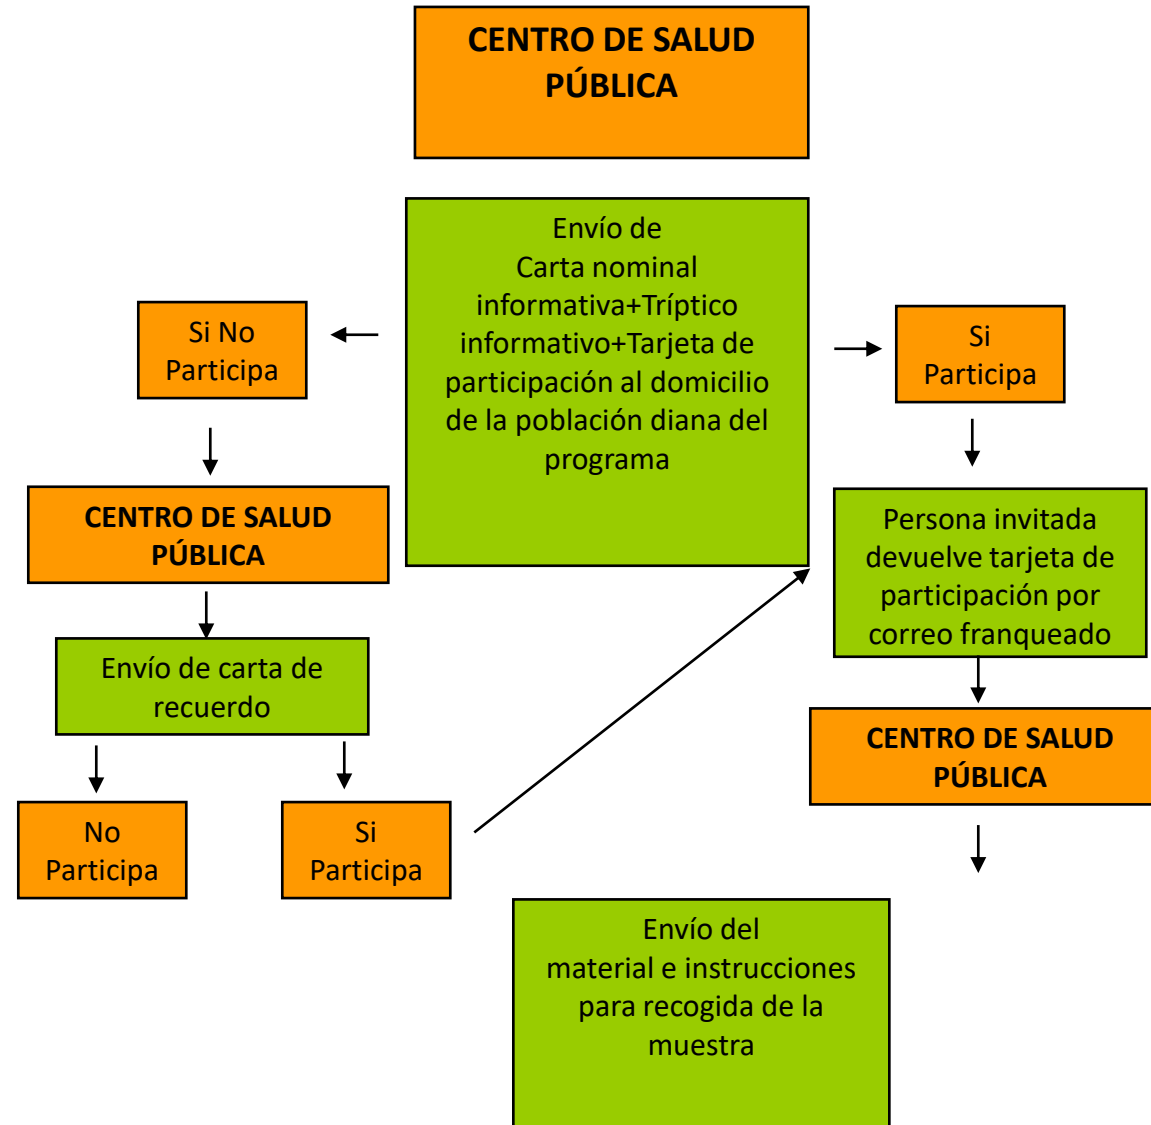 CENTRO DE SALUD
PÚBLICA
Envío de
Carta nominal
informativa+Tríptico
informativo+Tarjeta de
participación al domicilio
de la población diana del
programa
Si No
Participa
Si
Participa
CENTRO DE SALUD
PÚBLICA
Persona invitada
devuelve tarjeta de
participación por
correo franqueado
Envío de carta de
recuerdo
CENTRO DE SALUD
PÚBLICA
No
Participa
Si
Participa
Envío del
material e instrucciones
para recogida de la
muestra